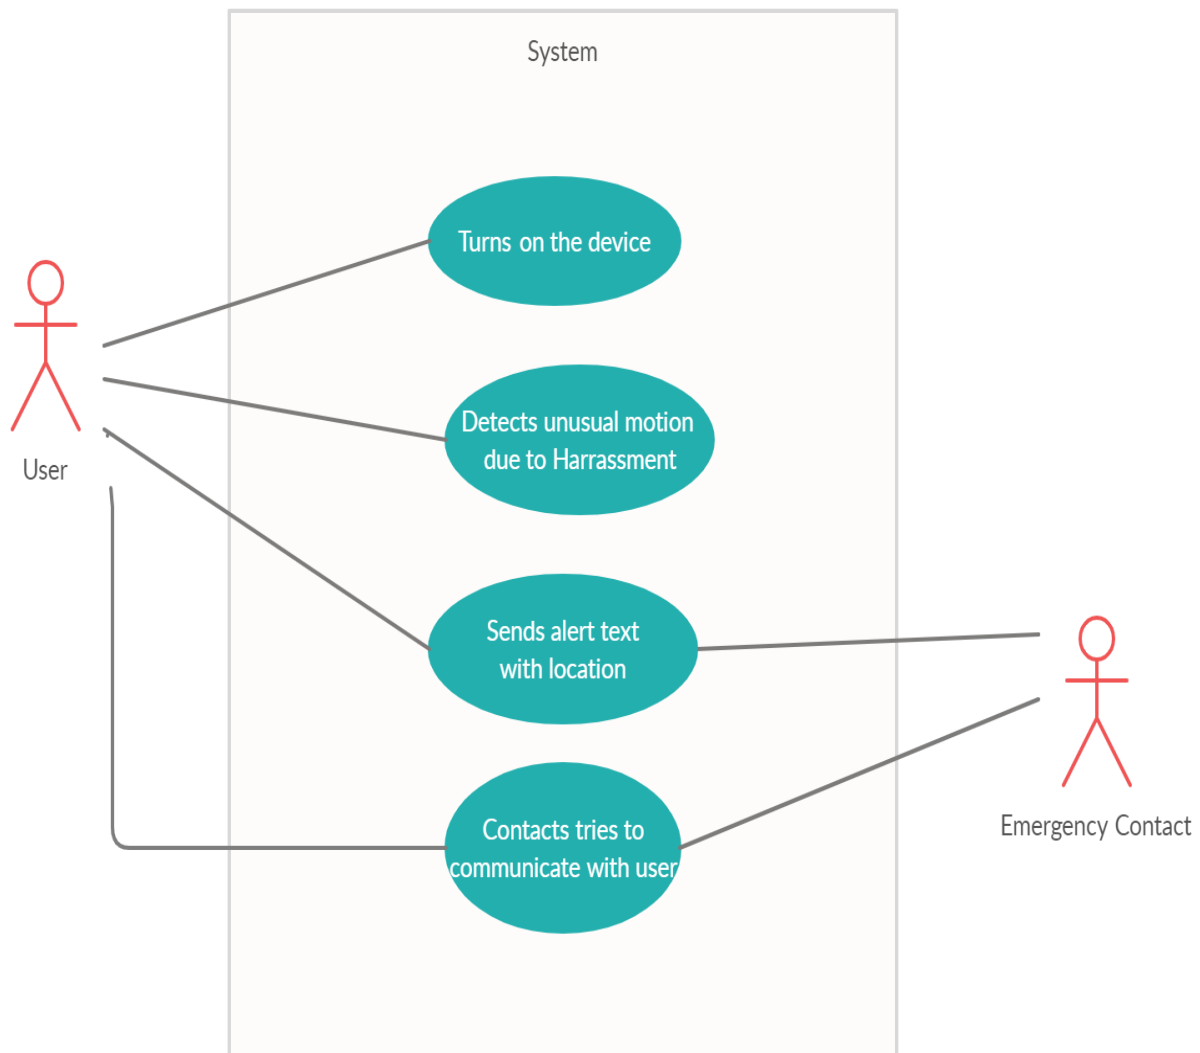 System
Turns on the device
Detects unusual motion
due to Harrassment
User
Sends alert text
with location
Contacts tries to
communicate with user
Emergency Contact